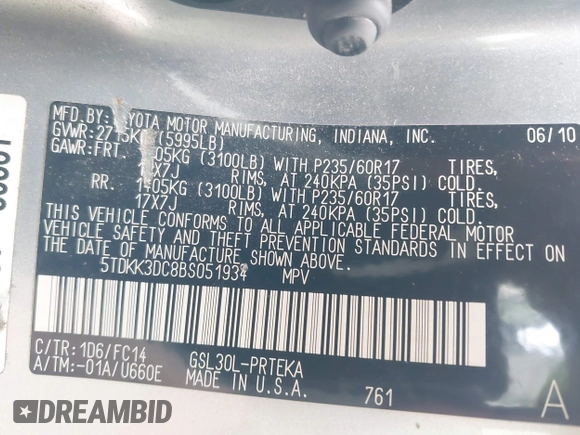 MFD.BY: TOYOTA MOTOR MANUFACTURING, INDIANA, INC. 06/10
GVWR: (5995LB)
GAWR:FRT. (3100LB) WITH P235/60R17 TIRES,
17X7J RIMS, AT 240KPA (35PSI) COLD.
RR. 1405KG (3100LB) WITH P235/60R17 TIRES,
17X7J RIMS, AT 240KPA (35PSI) COLD.
THIS VEHICLE CONFORMS TO ALL APPLICABLE FEDERAL MOTOR
VEHICLE SAFETY AND THEFT PREVENTION STANDARDS IN EFFECT ON
THE DATE OF MANUFACTURE SHOWN ABOVE.
5TDKK3DC8BS051934 MPV
C/TR: 1D6/FC14 GSL30L-PRTEKA
A/TM:-01A/U660E MADE IN U.S.A. 761 A
DREAMBID